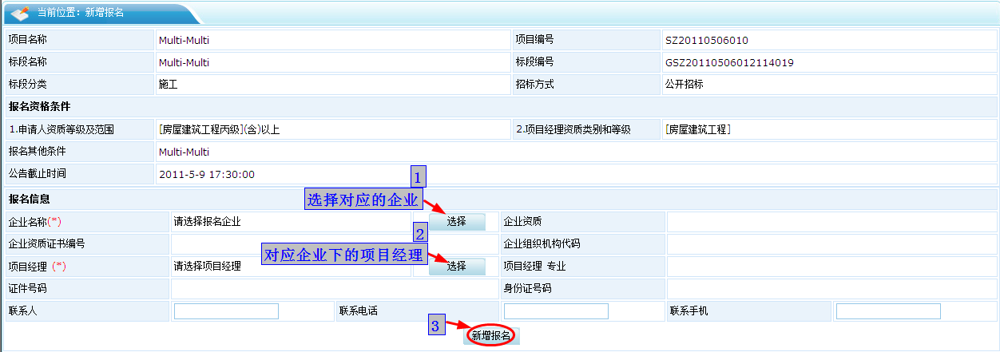 当前位置：新增报名
项目名称 Multi-Multi 项目编号 SZ20110506010
标段名称 Multi-Multi 标段编号 GSZ20110506012114019
标段分类 施工 招标方式 公开招标
报名资格条件
1.申请人资质等级及范围 [房屋建筑工程丙级](含)以上 2.项目经理资质类别和等级 [房屋建筑工程]
报名其他条件 Multi-Multi
公告截止时间 2011-5-9 17:30:00
1
报名信息 选择对应的企业
企业名称(*) 请选择报名企业 选择 企业资质
2
企业资质证书编号 企业组织机构代码
对应企业下的项目经理
项目经理 (*) 请选择项目经理 选择 项目经理 专业
证件号码 身份证号码
联系人 联系电话 联系手机
3
新增报名